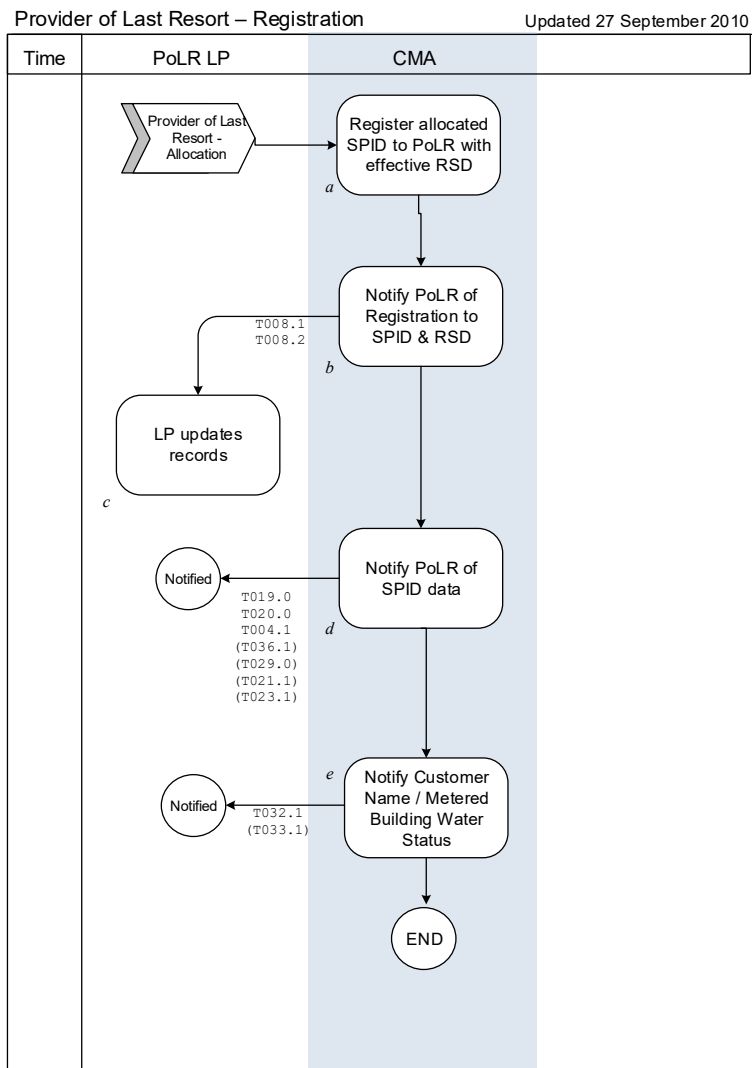 Provider of Last Resort – Registration
Updated 27 September 2010
Time
PoLR LP
CMA
Provider of Last
Resort -
Allocation
Register allocated
SPID to PoLR with
effective RSD
a
Notify PoLR of
Registration to
SPID & RSD
b
T008.1
T008.2
LP updates
records
c
Notify PoLR of
SPID data
d
Notified
T019.0
T020.0
T004.1
(T036.1)
(T029.0)
(T021.1)
(T023.1)
e
Notify Customer
Name / Metered
Building Water
Status
Notified
T032.1
(T033.1)
END